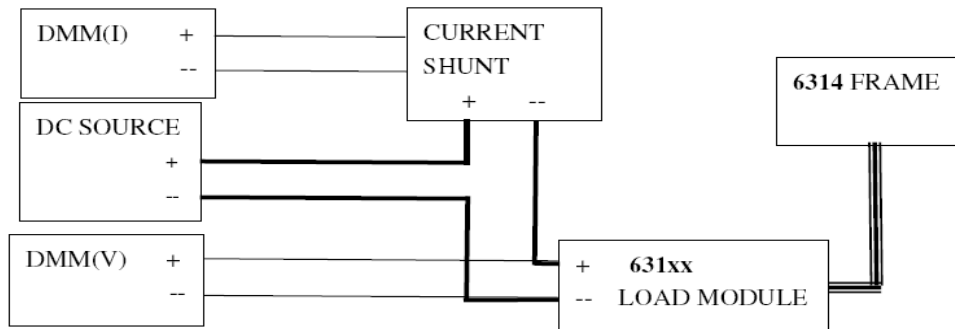 DMM(I) +
--
CURRENT
SHUNT
+ --
6314 FRAME
DC SOURCE
+
--
DMM(V) +
--
+ 631xx
-- LOAD MODULE